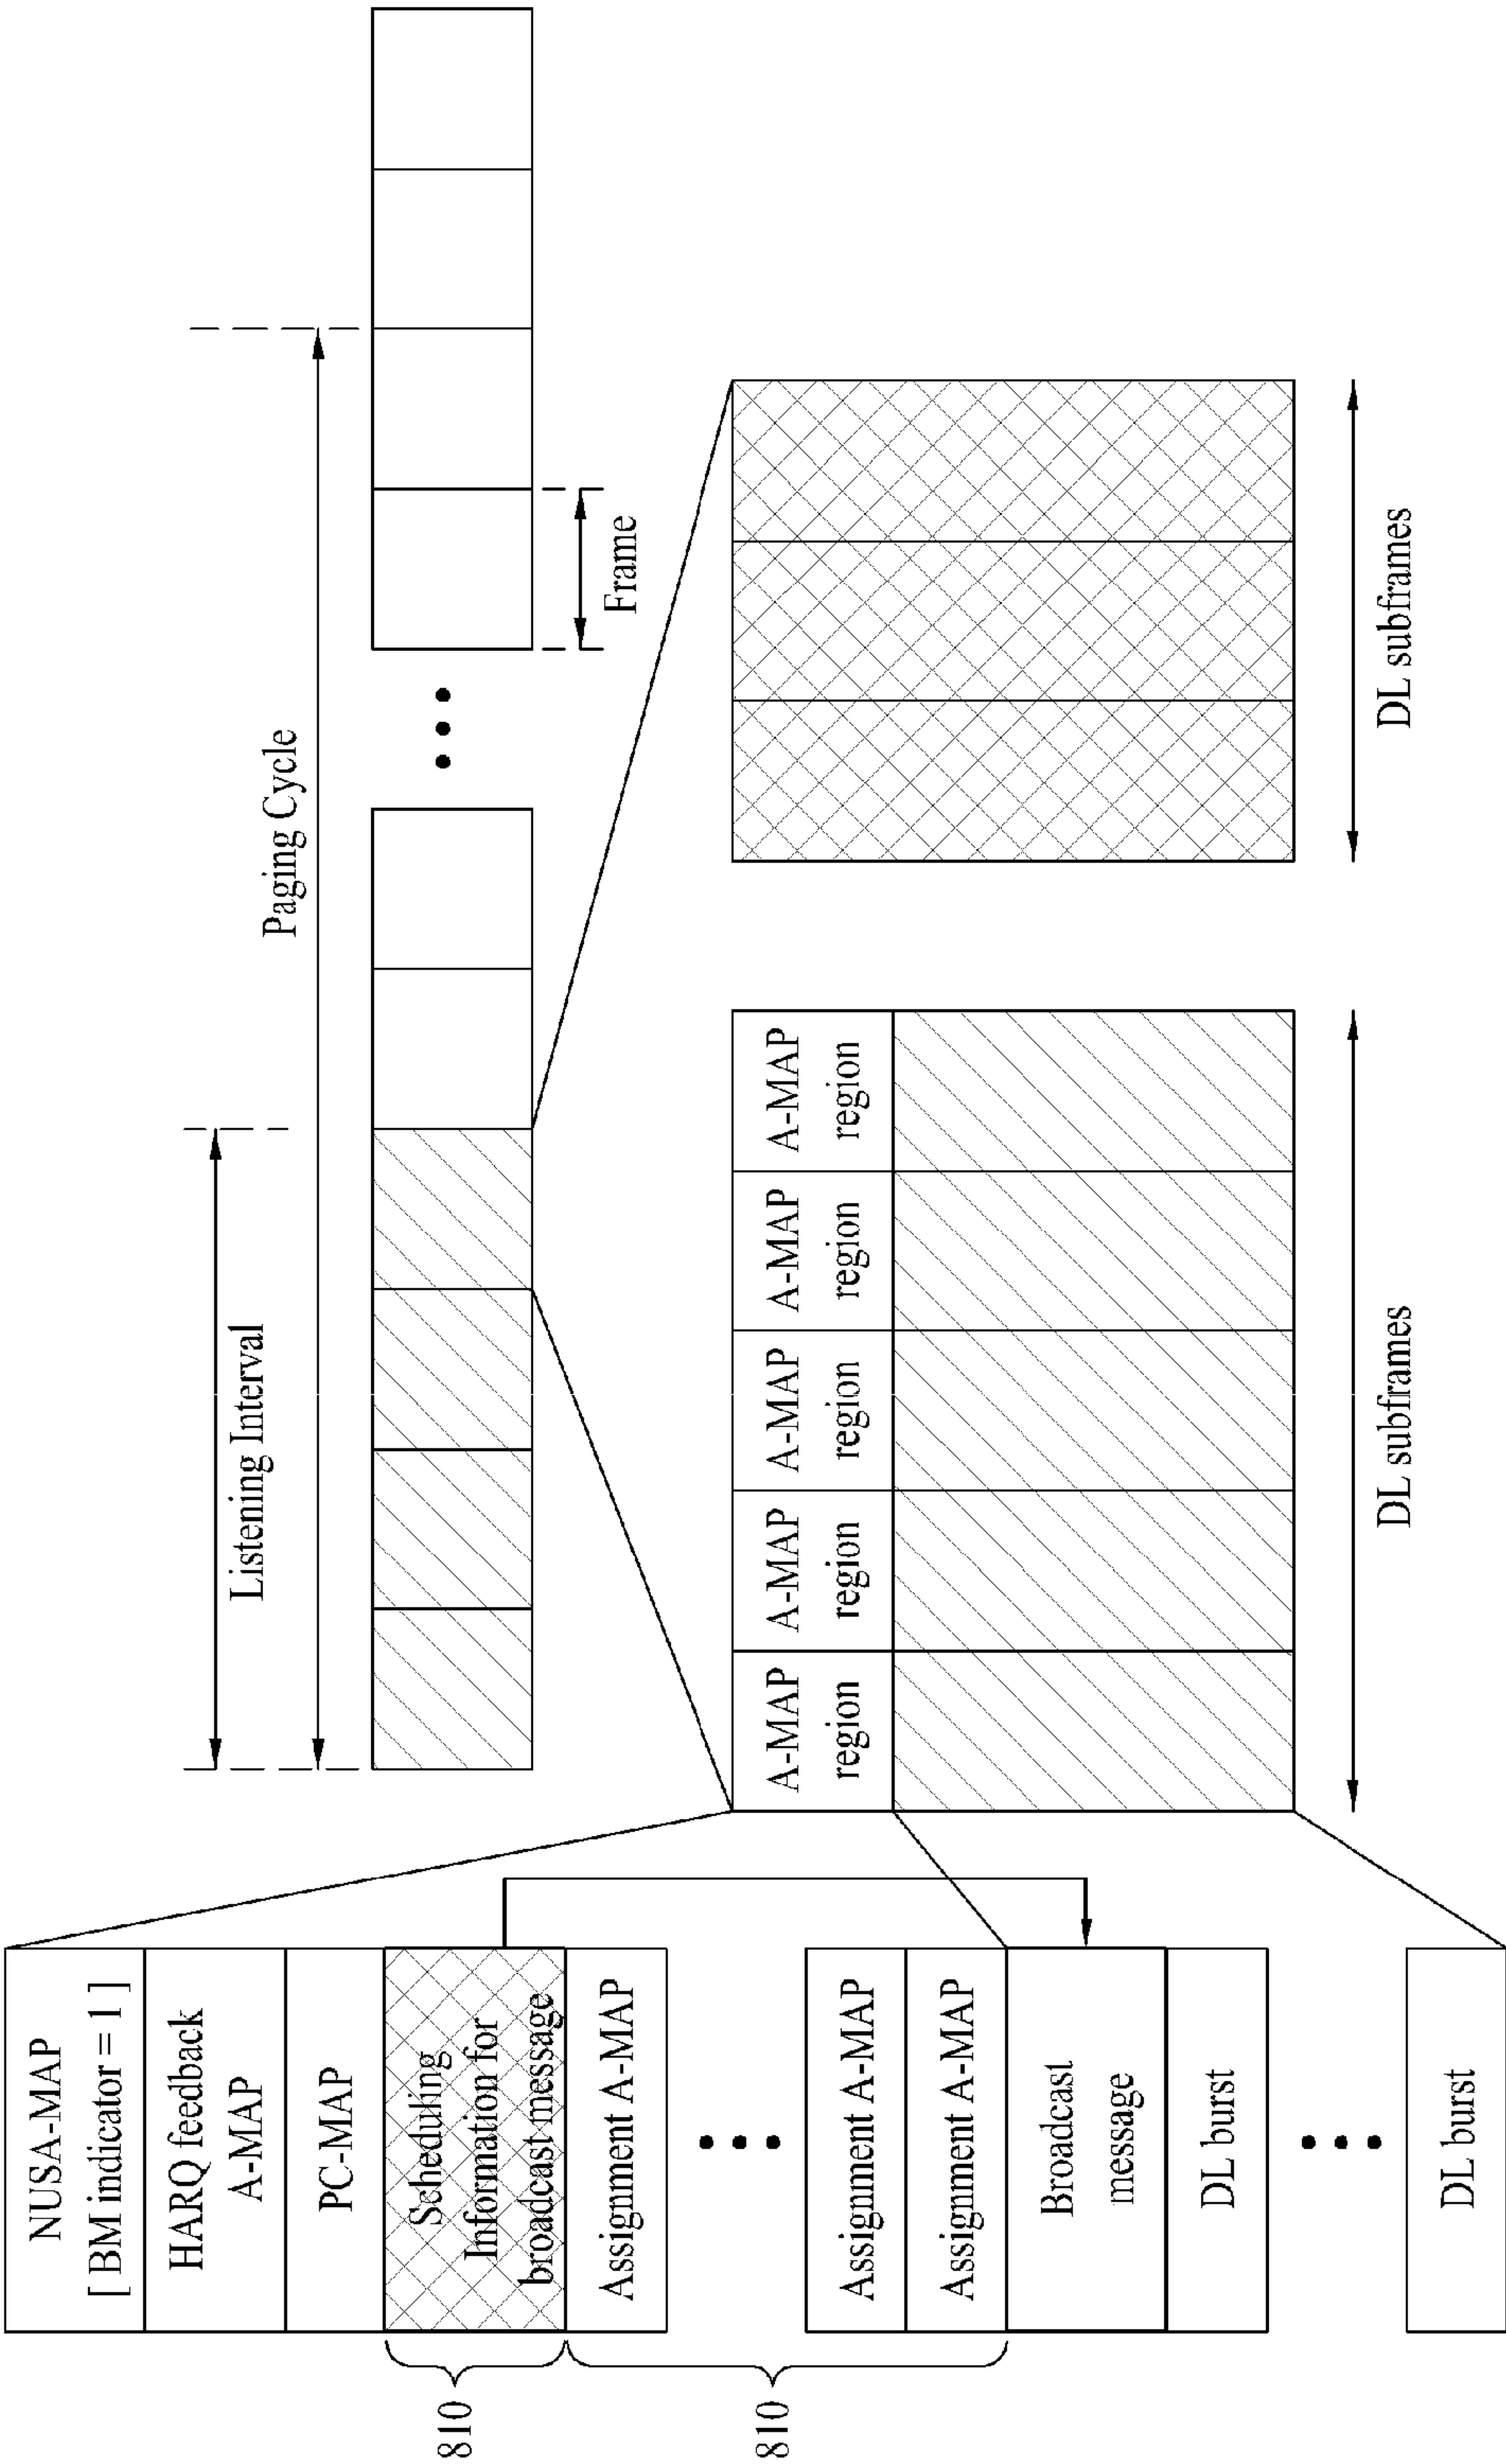 Paging Cycle
Listening Interval
Frame
NUSA-MAP
[ BM indicator = 1 ]
HARQ feedback
A-MAP
PC-MAP
810
Scheduling
Information for
broadcast message
Assignment A-MAP
810
Assignment A-MAP
Assignment A-MAP
Broadcast
message
DL burst
DL burst
A-MAP
region
A-MAP
region
A-MAP
region
A-MAP
region
A-MAP
region
DL subframes
DL subframes